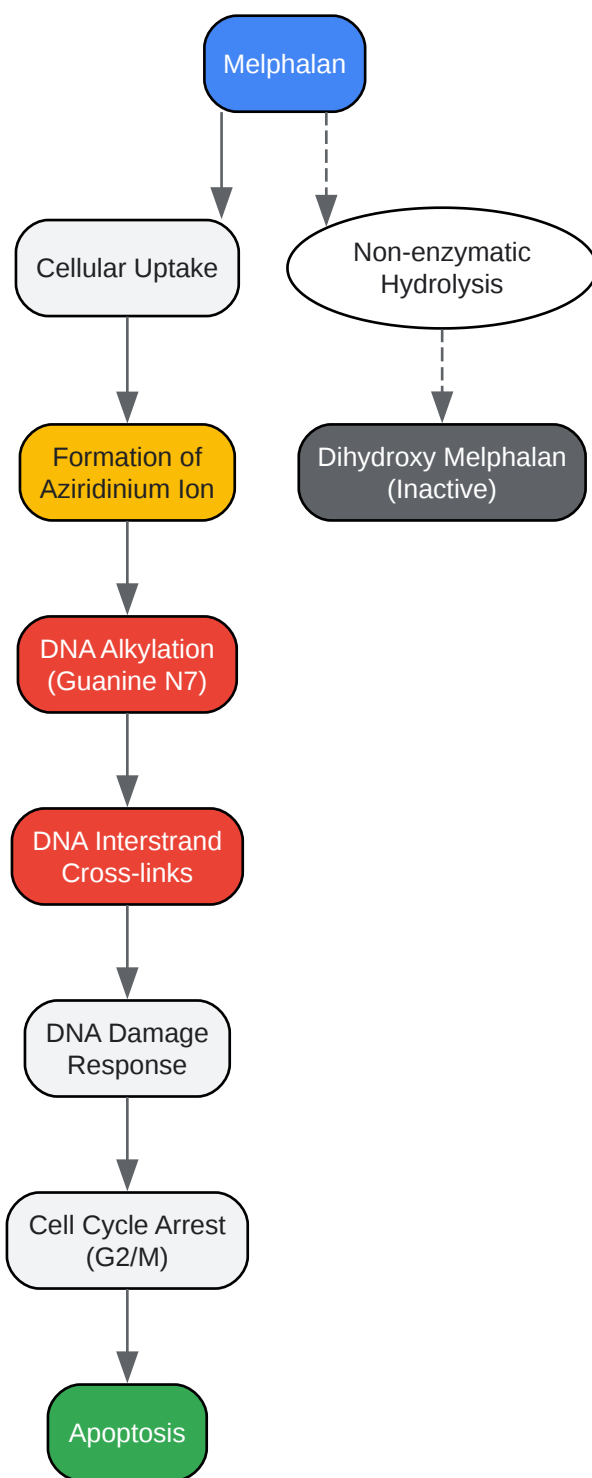 Melphalan
Cellular Uptake
Non-enzymatic
Hydrolysis
Formation of
Aziridinium Ion
Dihydroxy Melphalan
(Inactive)
DNA Alkylation
(Guanine N7)
DNA Interstrand
Cross-links
DNA Damage
Response
Cell Cycle Arrest
(G2/M)
Apoptosis